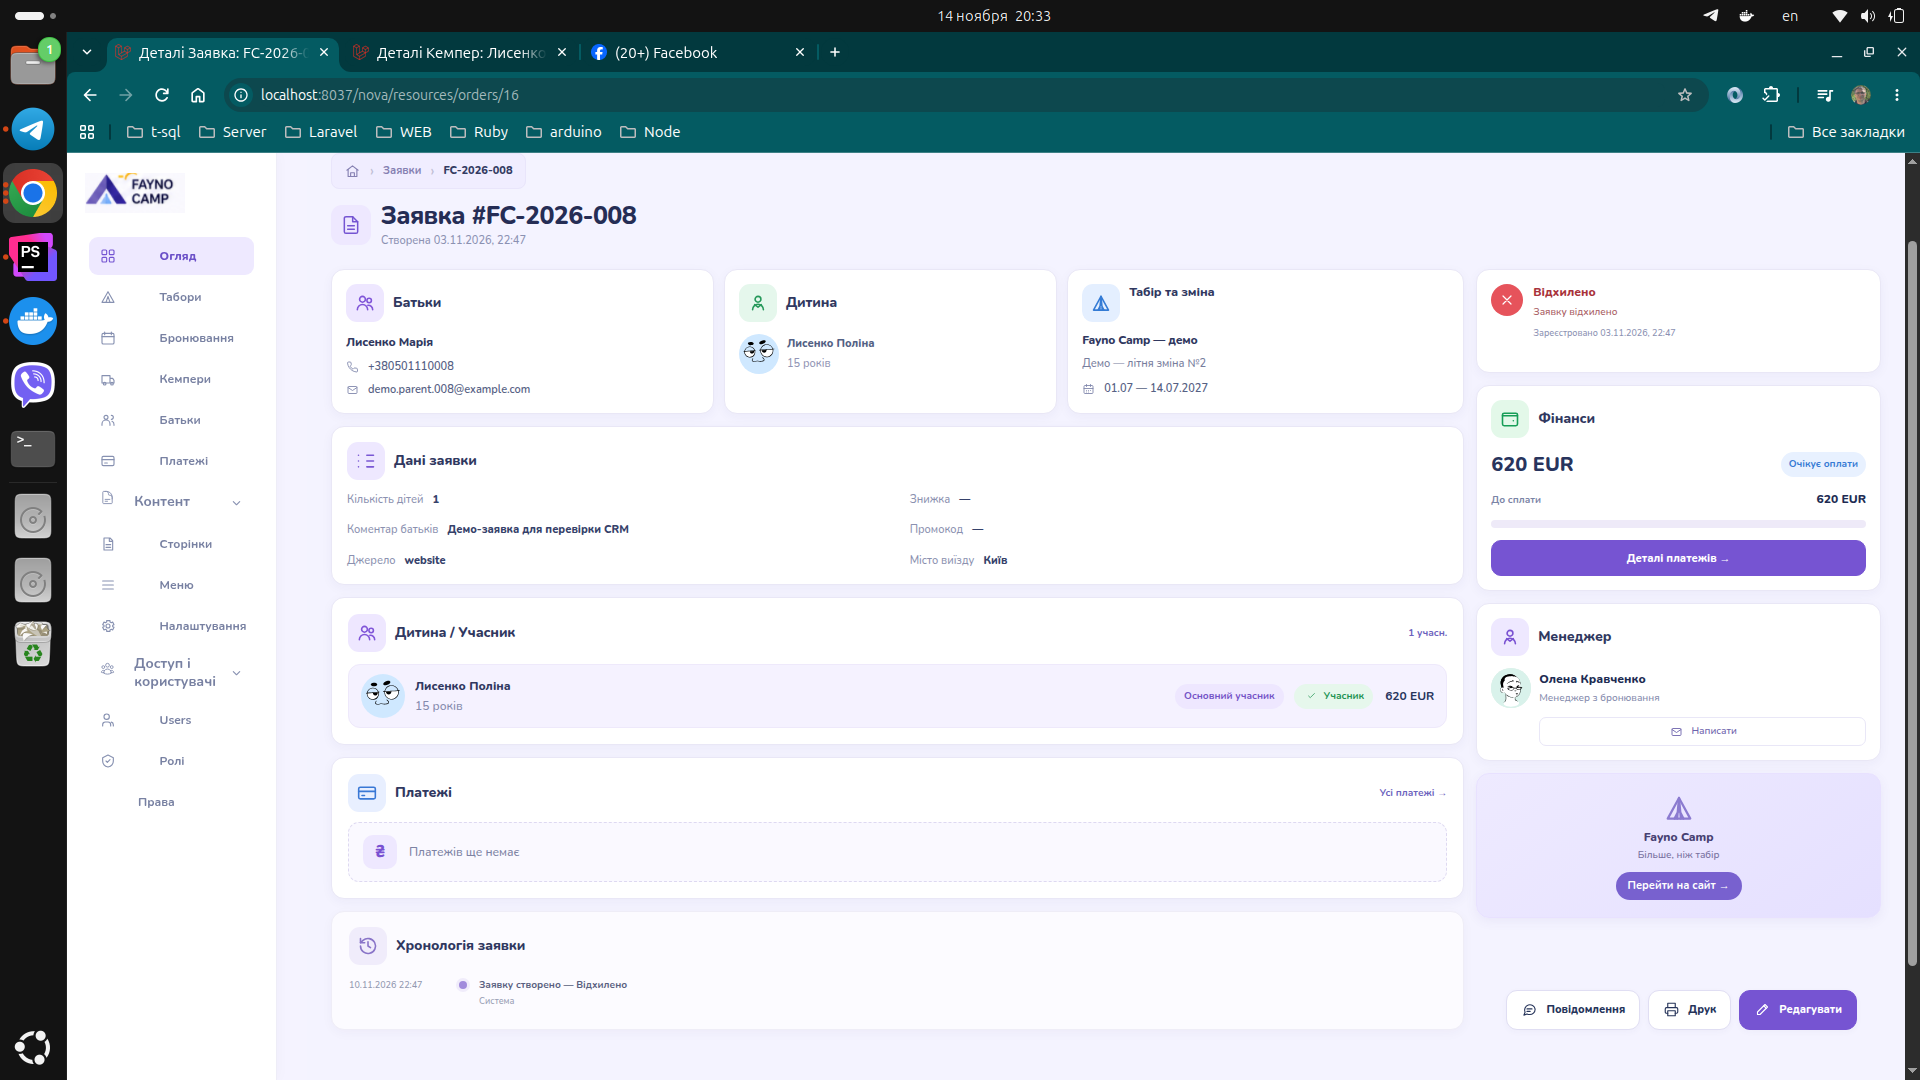 14 ноября 20:33
en
1
Деталі Заявка: FC-2026-0
Деталі Кемпер: Лисенко
(20+) Facebook
localhost:8037/nova/resources/orders/16
t-sql
Server
Laravel
WEB
Ruby
arduino
Node
Все закладки
FAYNO
CAMP
Огляд
Табори
Бронювання
Кемпери
Батьки
Платежі
Контент
Сторінки
Меню
Налаштування
Доступ і
користувачі
Users
Ролі
Права
Заявки
FC-2026-008
Заявка #FC-2026-008
Створена 03.11.2026, 22:47
Батьки
Лисенко Марія
+380501110008
demo.parent.008@example.com
Дитина
Лисенко Поліна
15 років
Табір та зміна
Fayno Camp — демо
Демо — літня зміна №2
01.07 — 14.07.2027
Дані заявки
Кількість дітей 1
Знижка —
Коментар батьків Демо-заявка для перевірки CRM
Промокод —
Джерело website
Місто виїзду Київ
Дитина / Учасник
1 учасн.
Лисенко Поліна
15 років
Основний учасник
Учасник
620 EUR
Платежі
Усі платежі →
₴
Платежів ще немає
Хронологія заявки
10.11.2026 22:47
Заявку створено — Відхилено
Система
Відхилено
Заявку відхилено
Зареєстровано 03.11.2026, 22:47
Фінанси
620 EUR
Очікує оплати
До сплати
620 EUR
Деталі платежів →
Менеджер
Олена Кравченко
Менеджер з бронювання
Написати
Fayno Camp
Більше, ніж табір
Перейти на сайт →
Повідомлення
Друк
Редагувати
PS
>_